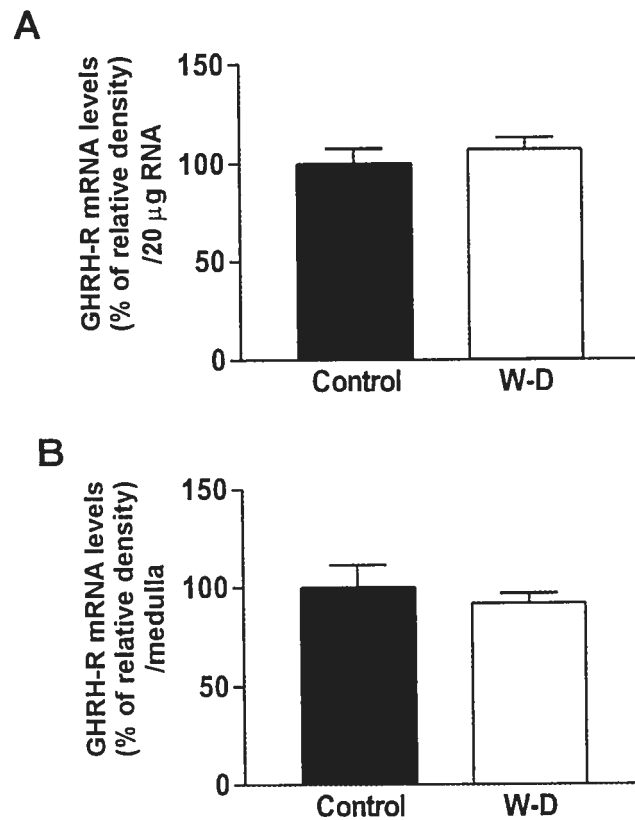 A
GHRH-R mRNA levels
(% of relative density)
/20 µg RNA
150
100
50
0
Control W-D
B
GHRH-R mRNA levels
(% of relative density)
/medulla
150
100
50
0
Control W-D